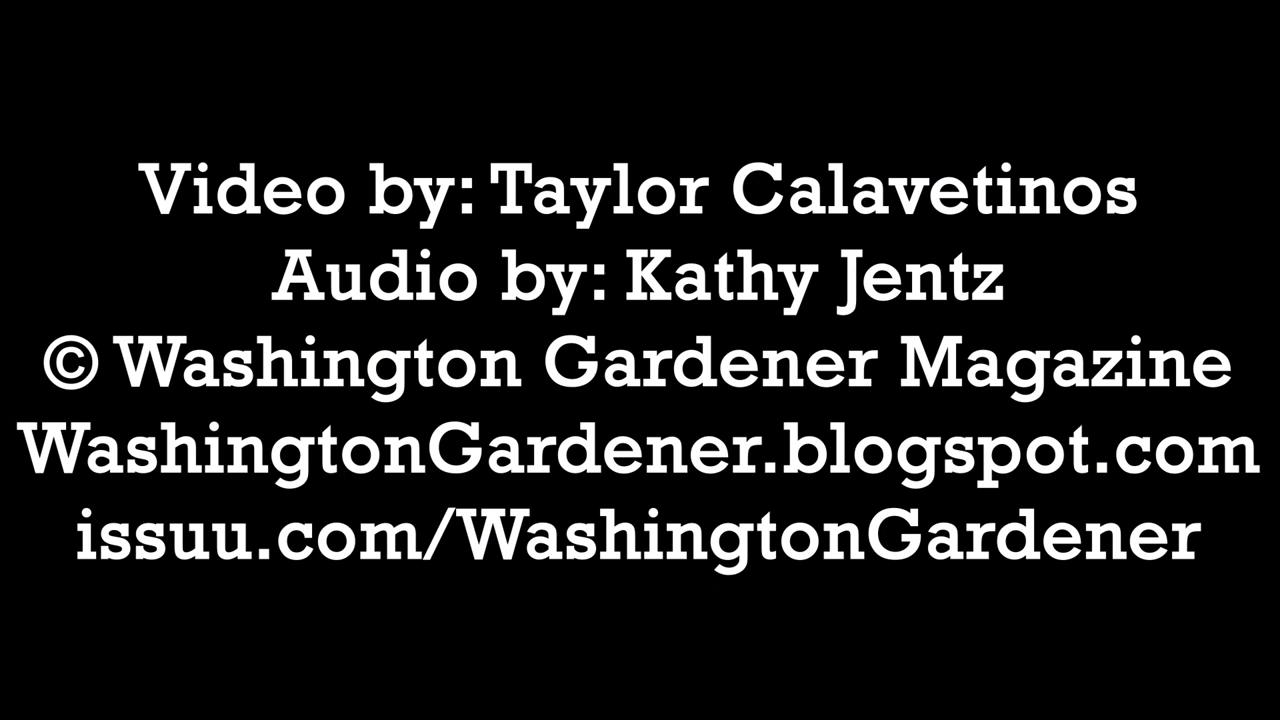 Video by: Taylor Calavetinos
Audio by: Kathy Jentz
© Washington Gardener Magazine
WashingtonGardener.blogspot.com
issuu.com/WashingtonGardener